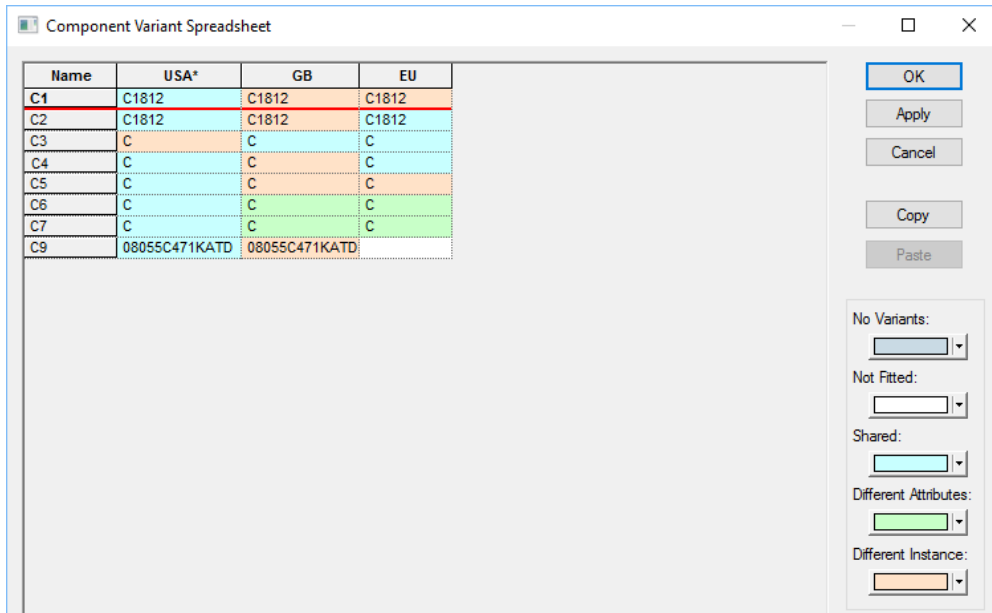 Component Variant Spreadsheet
Name USA* GB EU
C1 C1812 C1812 C1812
C2 C1812 C1812 C1812
C3 C C C
C4 C C C
C5 C C C
C6 C C C
C7 C C C
C9 08055C471KATD 08055C471KATD
OK
Apply
Cancel
Copy
Paste
No Variants:
Not Fitted:
Shared:
Different Attributes:
Different Instance: